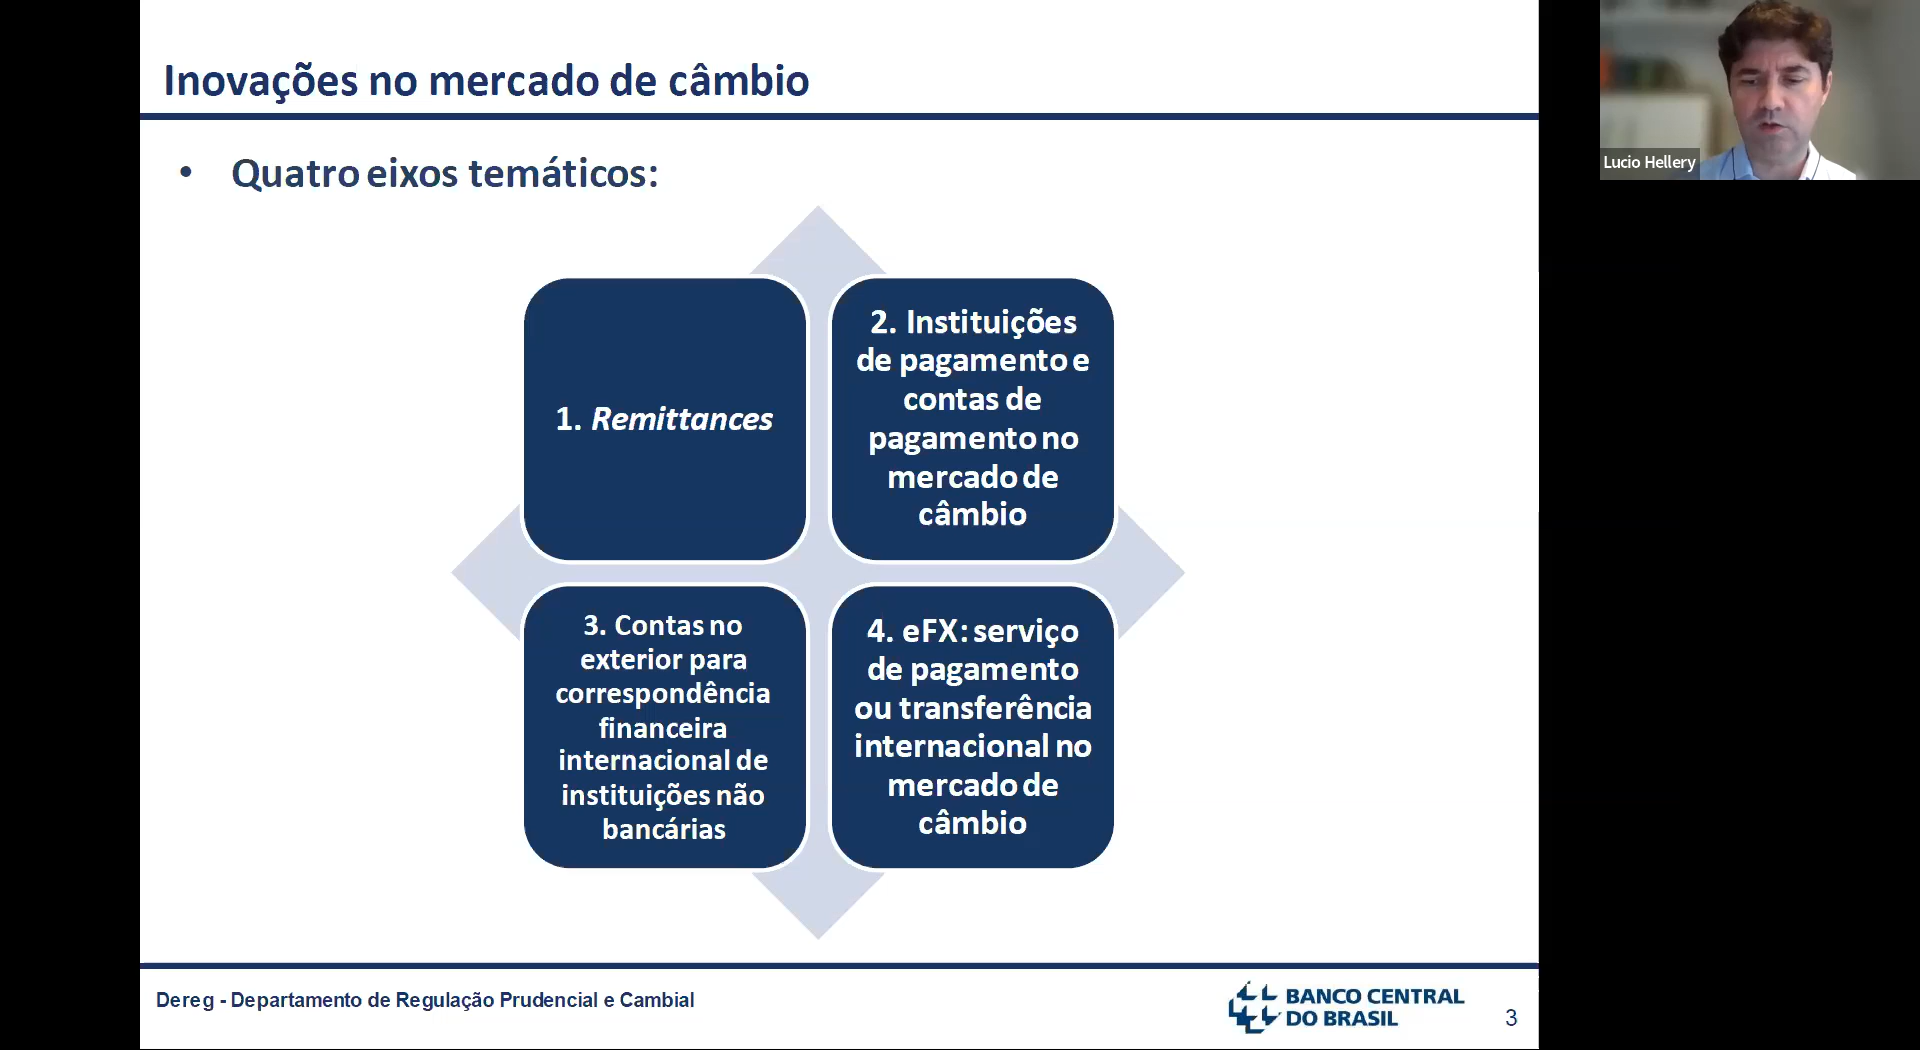 Inovações no mercado de câmbio
Lucio Hellery
• Quatro eixos temáticos:
1. Remittances
2. Instituições
de pagamento e
contas de
pagamento no
mercado de
câmbio
3. Contas no
exterior para
correspondência
financeira
internacional de
instituições não
bancárias
4. eFX: serviço
de pagamento
ou transferência
internacional no
mercado de
câmbio
Dereg - Departamento de Regulação Prudencial e Cambial
BANCO CENTRAL
DO BRASIL
3